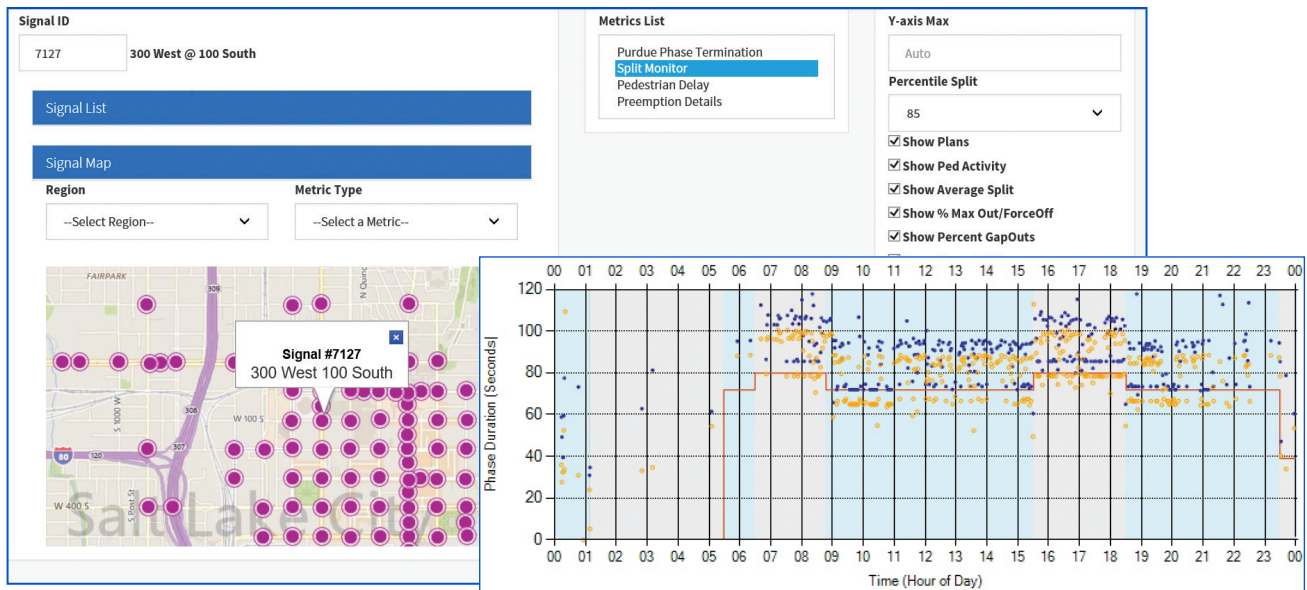 Signal ID
7127
300 West @ 100 South
Signal List
Signal Map
Region
Metric Type
--Select Region--
--Select a Metric--
FAIRPARK
309
N Quinc
Signal #7127
300 West 100 South
S 1000 W
308
W 100 S
307
80
120
W 400 S
S Post St
Salt Lake City
Metrics List
Purdue Phase Termination
Split Monitor
Pedestrian Delay
Preemption Details
Y-axis Max
Auto
Percentile Split
85
Show Plans
Show Ped Activity
Show Average Split
Show % Max Out/ForceOff
Show Percent GapOuts
00 01 02 03 04 05 06 07 08 09 10 11 12 13 14 15 16 17 18 19 20 21 22 23 00
120
100
80
60
40
20
0
Phase Duration [Seconds]
00 01 02 03 04 05 06 07 08 09 10 11 12 13 14 15 16 17 18 19 20 21 22 23 00
Time (Hour of Day)